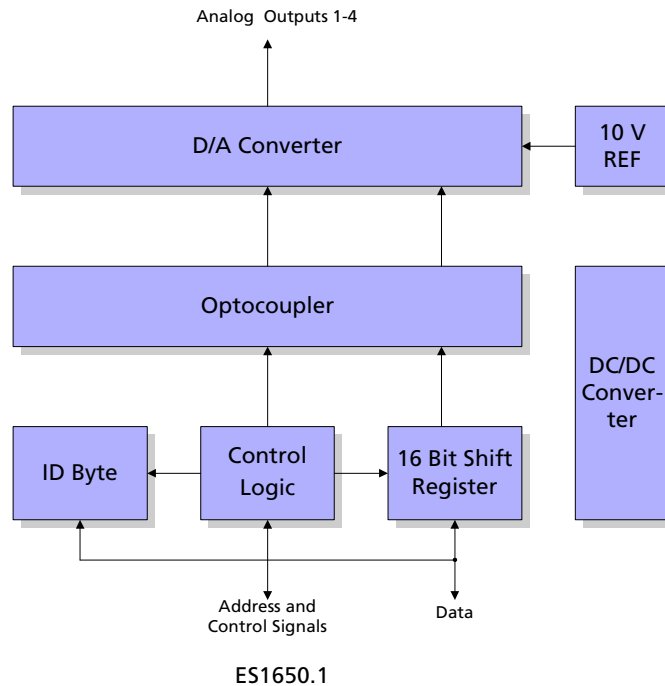 Analog Outputs 1-4
D/A Converter
10 V
REF
Optocoupler
DC/DC
Conver-
ter
ID Byte
Control
Logic
16 Bit Shift
Register
Address and
Control Signals
Data
ES1650.1